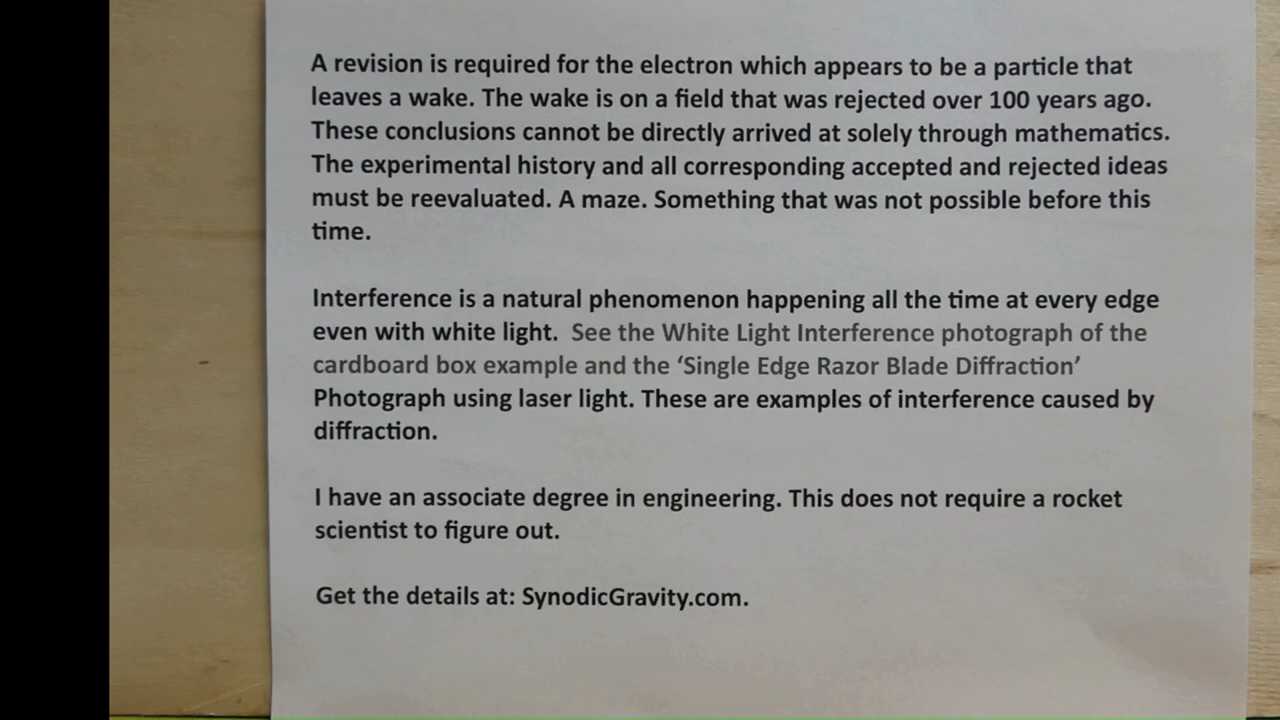 A revision is required for the electron which appears to be a particle that
leaves a wake. The wake is on a field that was rejected over 100 years ago.
These conclusions cannot be directly arrived at solely through mathematics.
The experimental history and all corresponding accepted and rejected ideas
must be reevaluated. A maze. Something that was not possible before this
time.
Interference is a natural phenomenon happening all the time at every edge
even with white light.  See the White Light Interference photograph of the
cardboard box example and the ‘Single Edge Razor Blade Diffraction’
Photograph using laser light. These are examples of interference caused by
diffraction.
I have an associate degree in engineering. This does not require a rocket
scientist to figure out.
Get the details at: SynodicGravity.com.